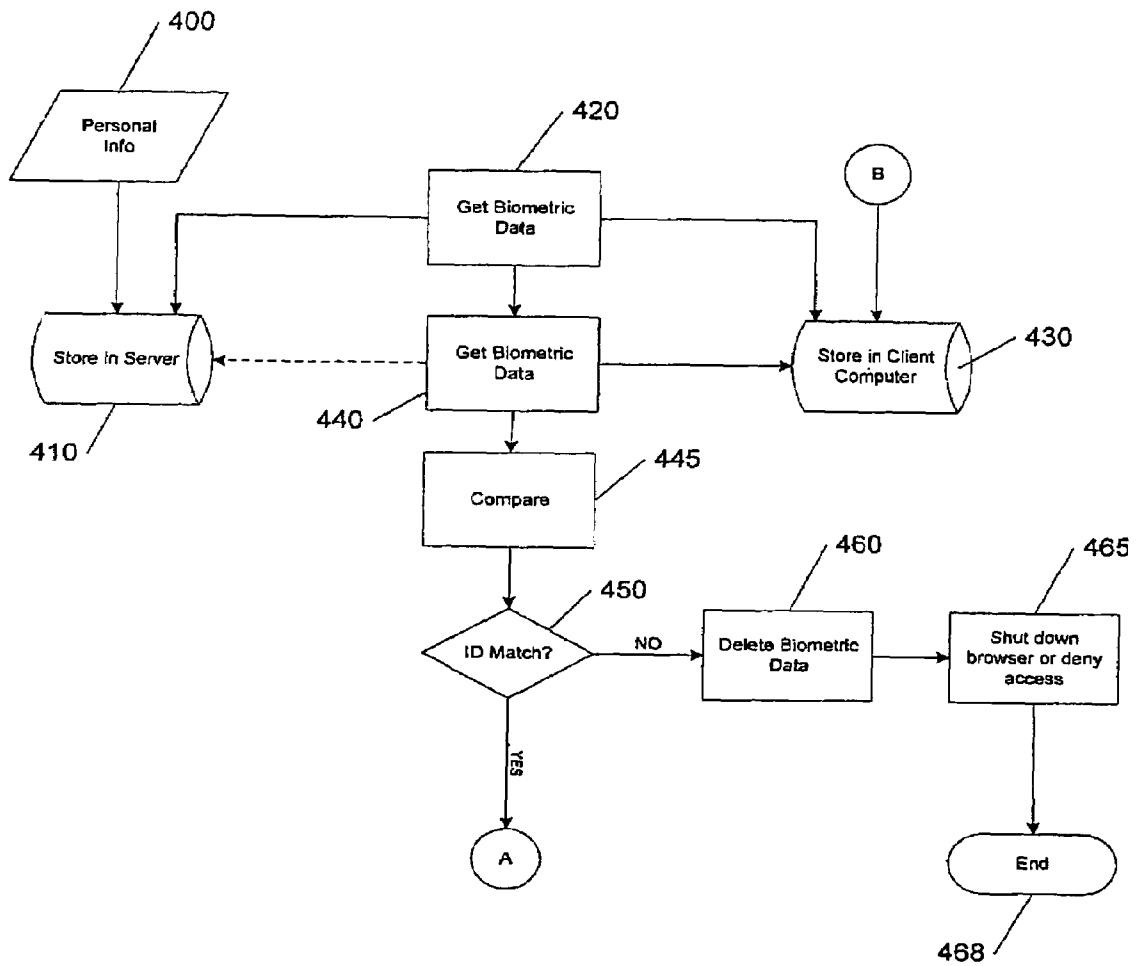 400
Personal
Info
420
Get Biometric
Data
B
Store in Server
410
Get Biometric
Data
440
Store in Client
Computer
430
Compare
445
450
ID Match?
NO
YES
460
Delete Biometric
Data
465
Shut down
browser or deny
access
A
End
468